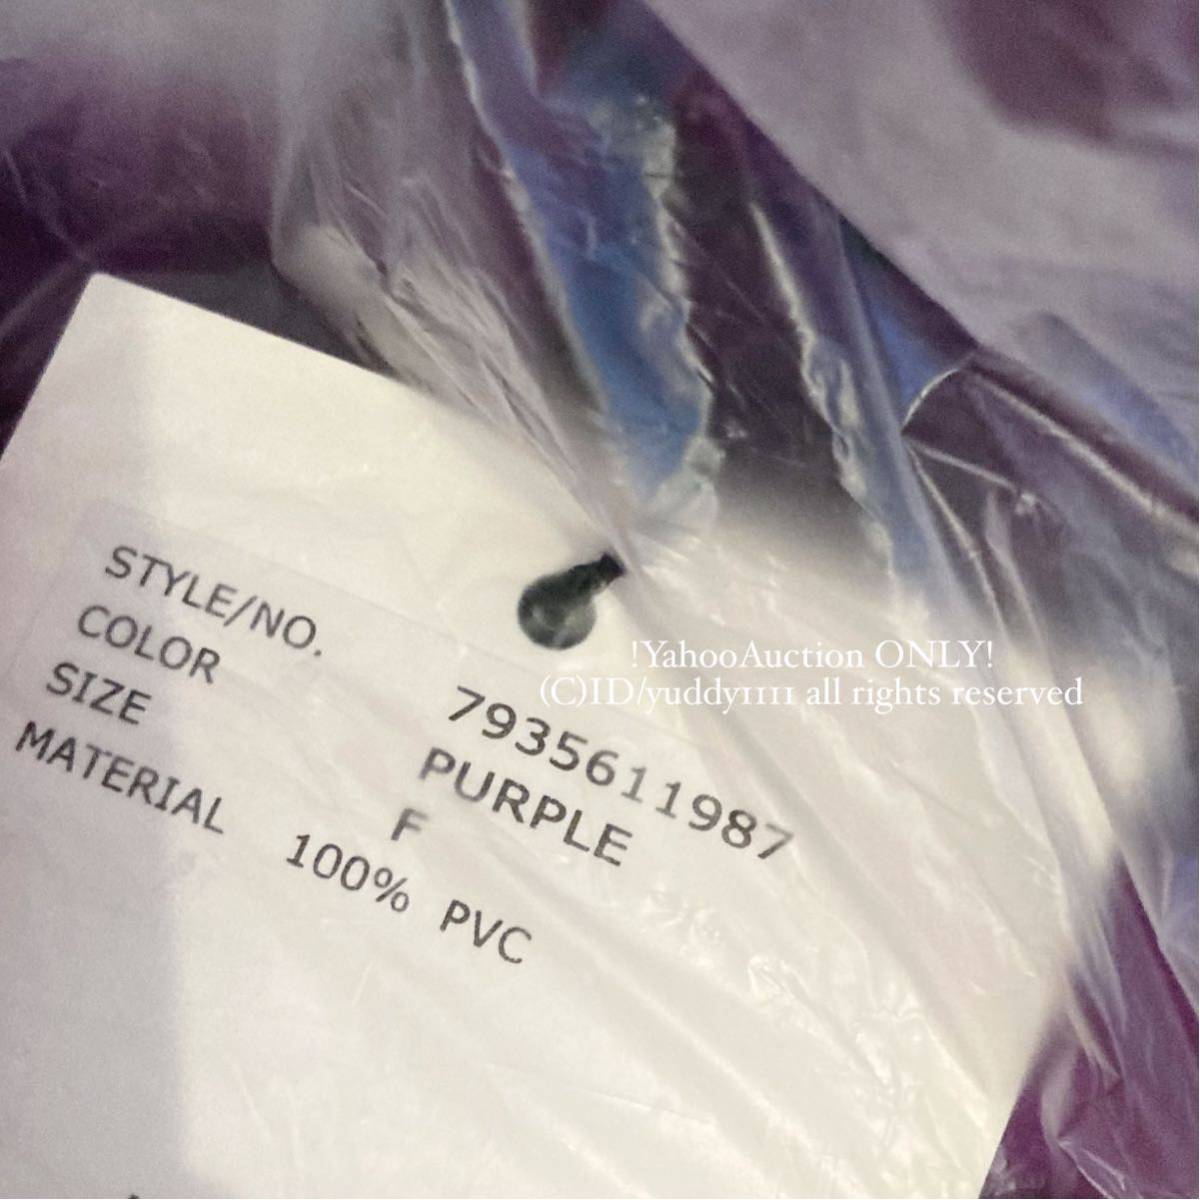 STYLE/NO. 7935611987
COLOR PURPLE
SIZE F
MATERIAL 100% PVC
!YahooAuction ONLY!
(C)ID/yuddy1111 all rights reserved